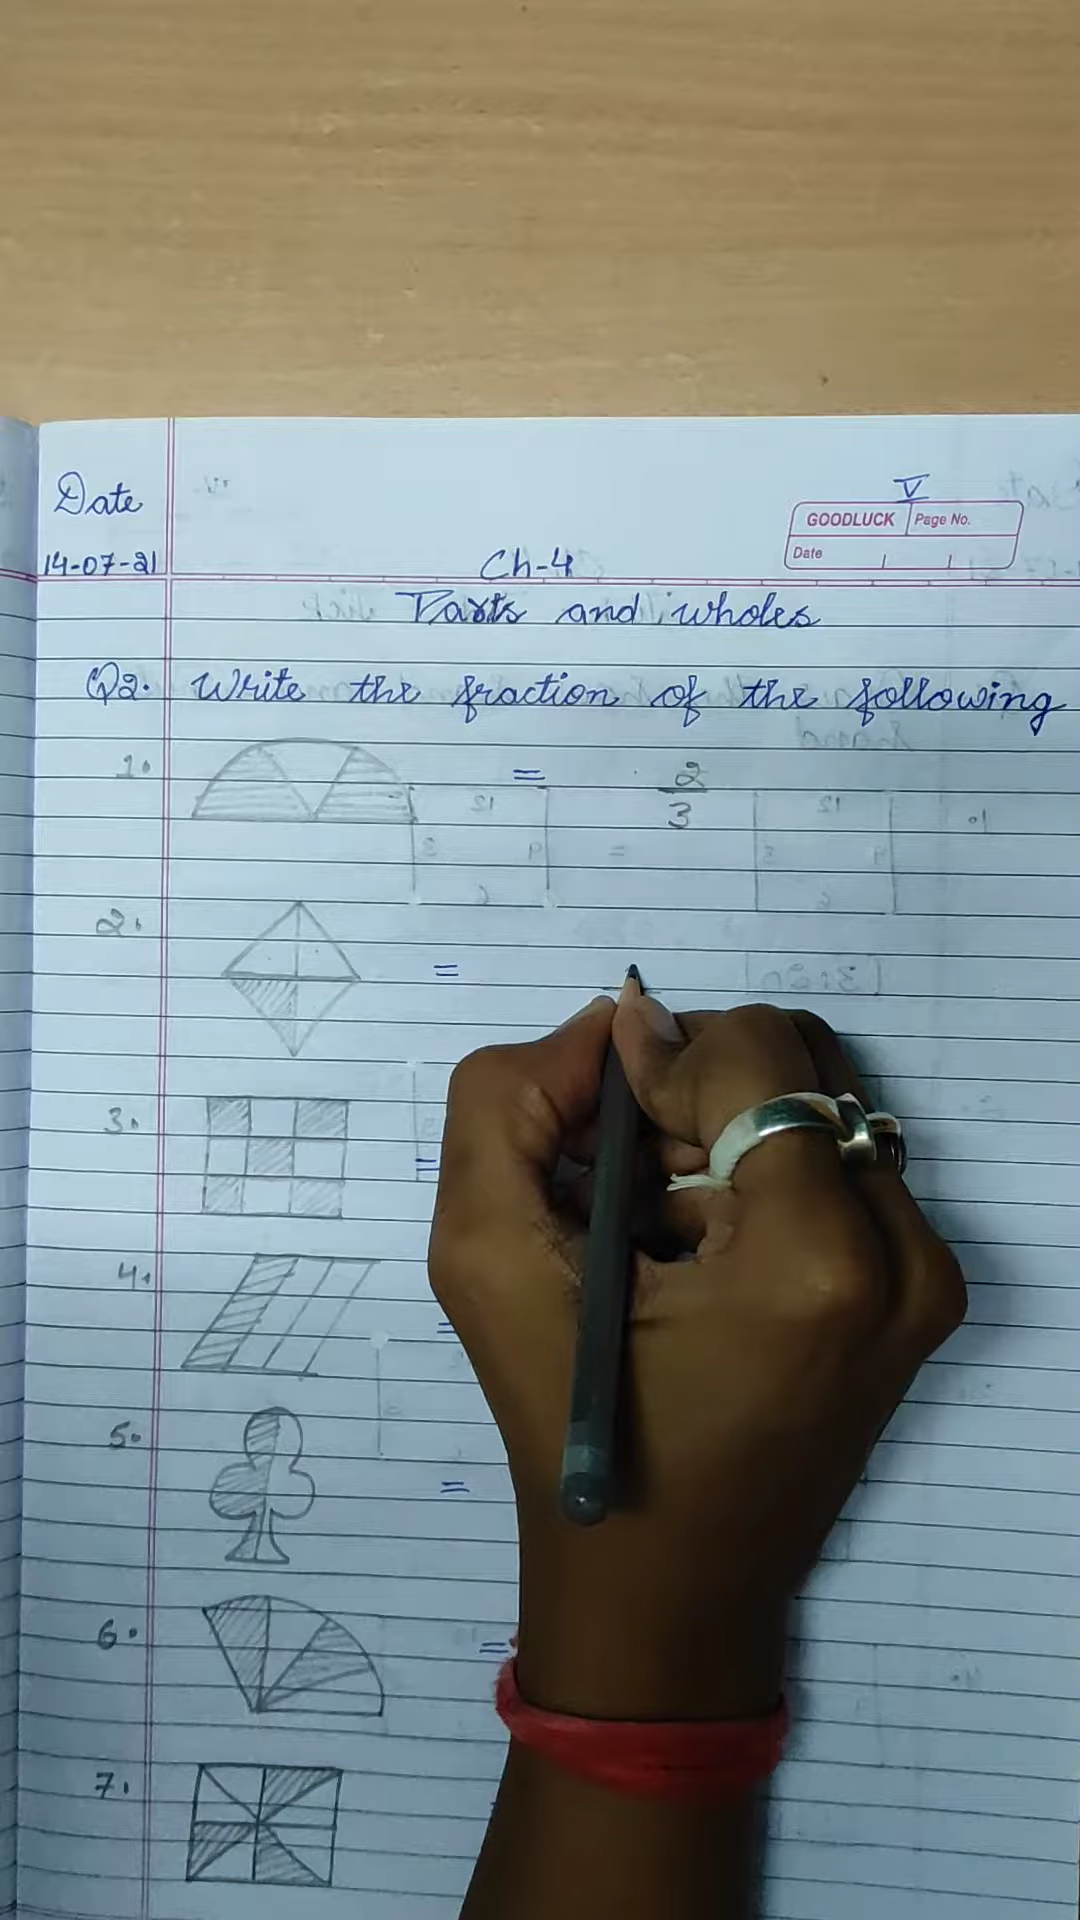 Date
V
GOODLUCK Page No.
Date
14-07-21
Ch-4
Parts and wholes
Q2. Write the fraction of the following
1. = 2/3
2. =
3. =
4. =
5. =
6. =
7.